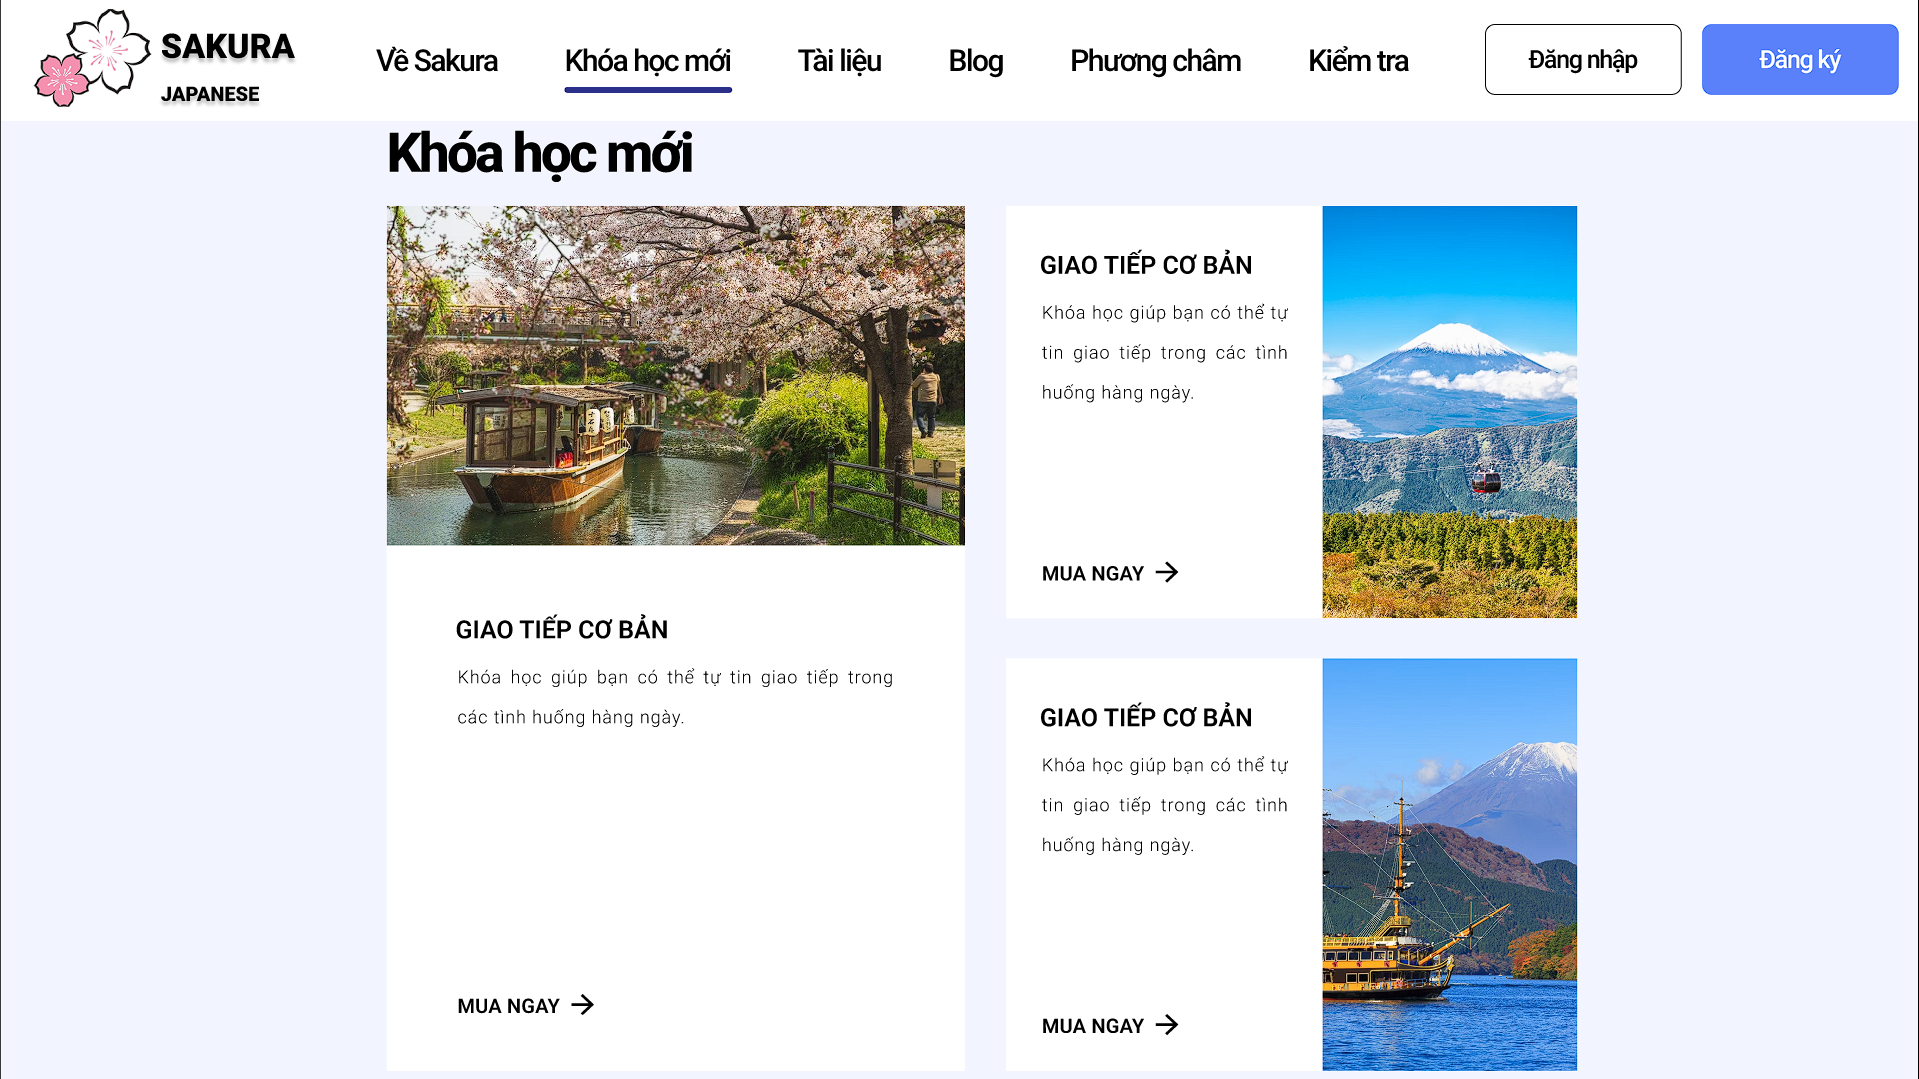 SAKURA
JAPANESE
Về Sakura
Khóa học mới
Tài liệu
Blog
Phương châm
Kiểm tra
Đăng nhập
Đăng ký
Khóa học mới
GIAO TIẾP CƠ BẢN
Khóa học giúp bạn có thể tự tin giao tiếp trong
các tình huống hàng ngày.
MUA NGAY
GIAO TIẾP CƠ BẢN
Khóa học giúp bạn có thể tự
tin giao tiếp trong các tình
huống hàng ngày.
MUA NGAY
GIAO TIẾP CƠ BẢN
Khóa học giúp bạn có thể tự
tin giao tiếp trong các tình
huống hàng ngày.
MUA NGAY